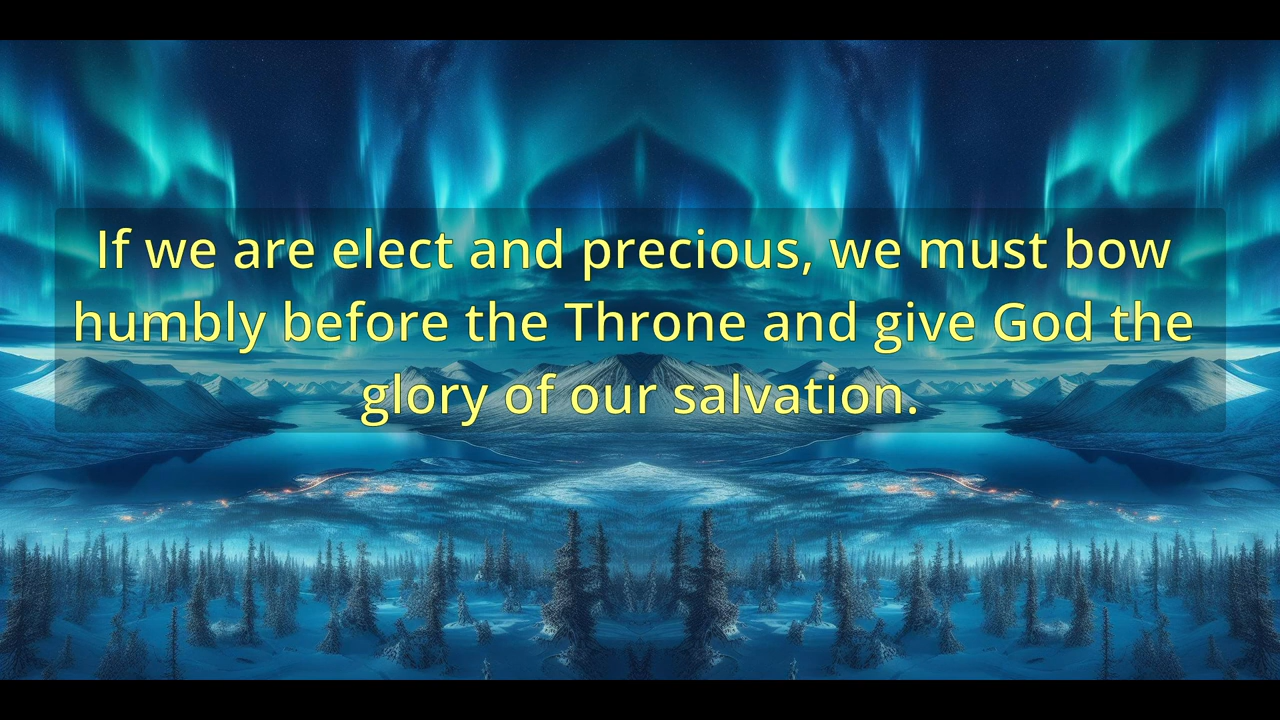 If we are elect and precious, we must bow
humbly before the Throne and give God the
glory of our salvation.